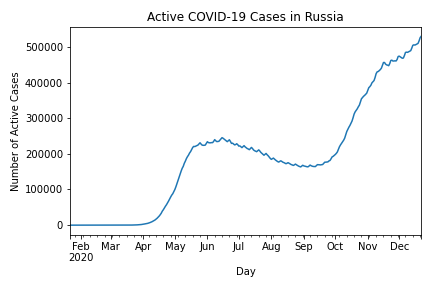 Active COVID-19 Cases in Russia
Number of Active Cases
500000
400000
300000
200000
100000
0
Feb Mar Apr May Jun Jul Aug Sep Oct Nov Dec
2020
Day